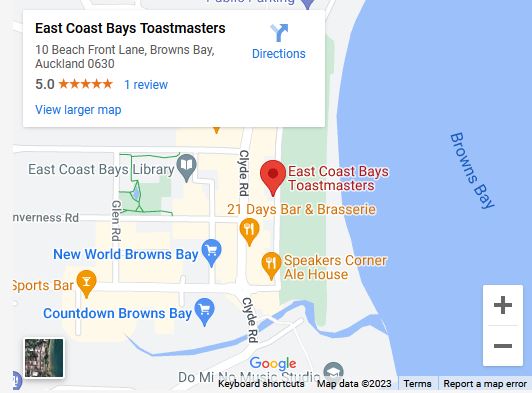 Public Parking
East Coast Bays Toastmasters
10 Beach Front Lane, Browns Bay,
Auckland 0630
Directions
5.0 ★★★★★ 1 review
View larger map
East Coast Bays Library
Clyde Rd
East Coast Bays
Toastmasters
Browns Bay
Glen Rd
21 Days Bar & Brasserie
nverness Rd
New World Browns Bay
Speakers Corner
Ale House
Sports Bar
Clyde Rd
Countdown Browns Bay
Google
Do Mi No Music Studio
Keyboard shortcuts
Map data ©2023
Terms
Report a map error